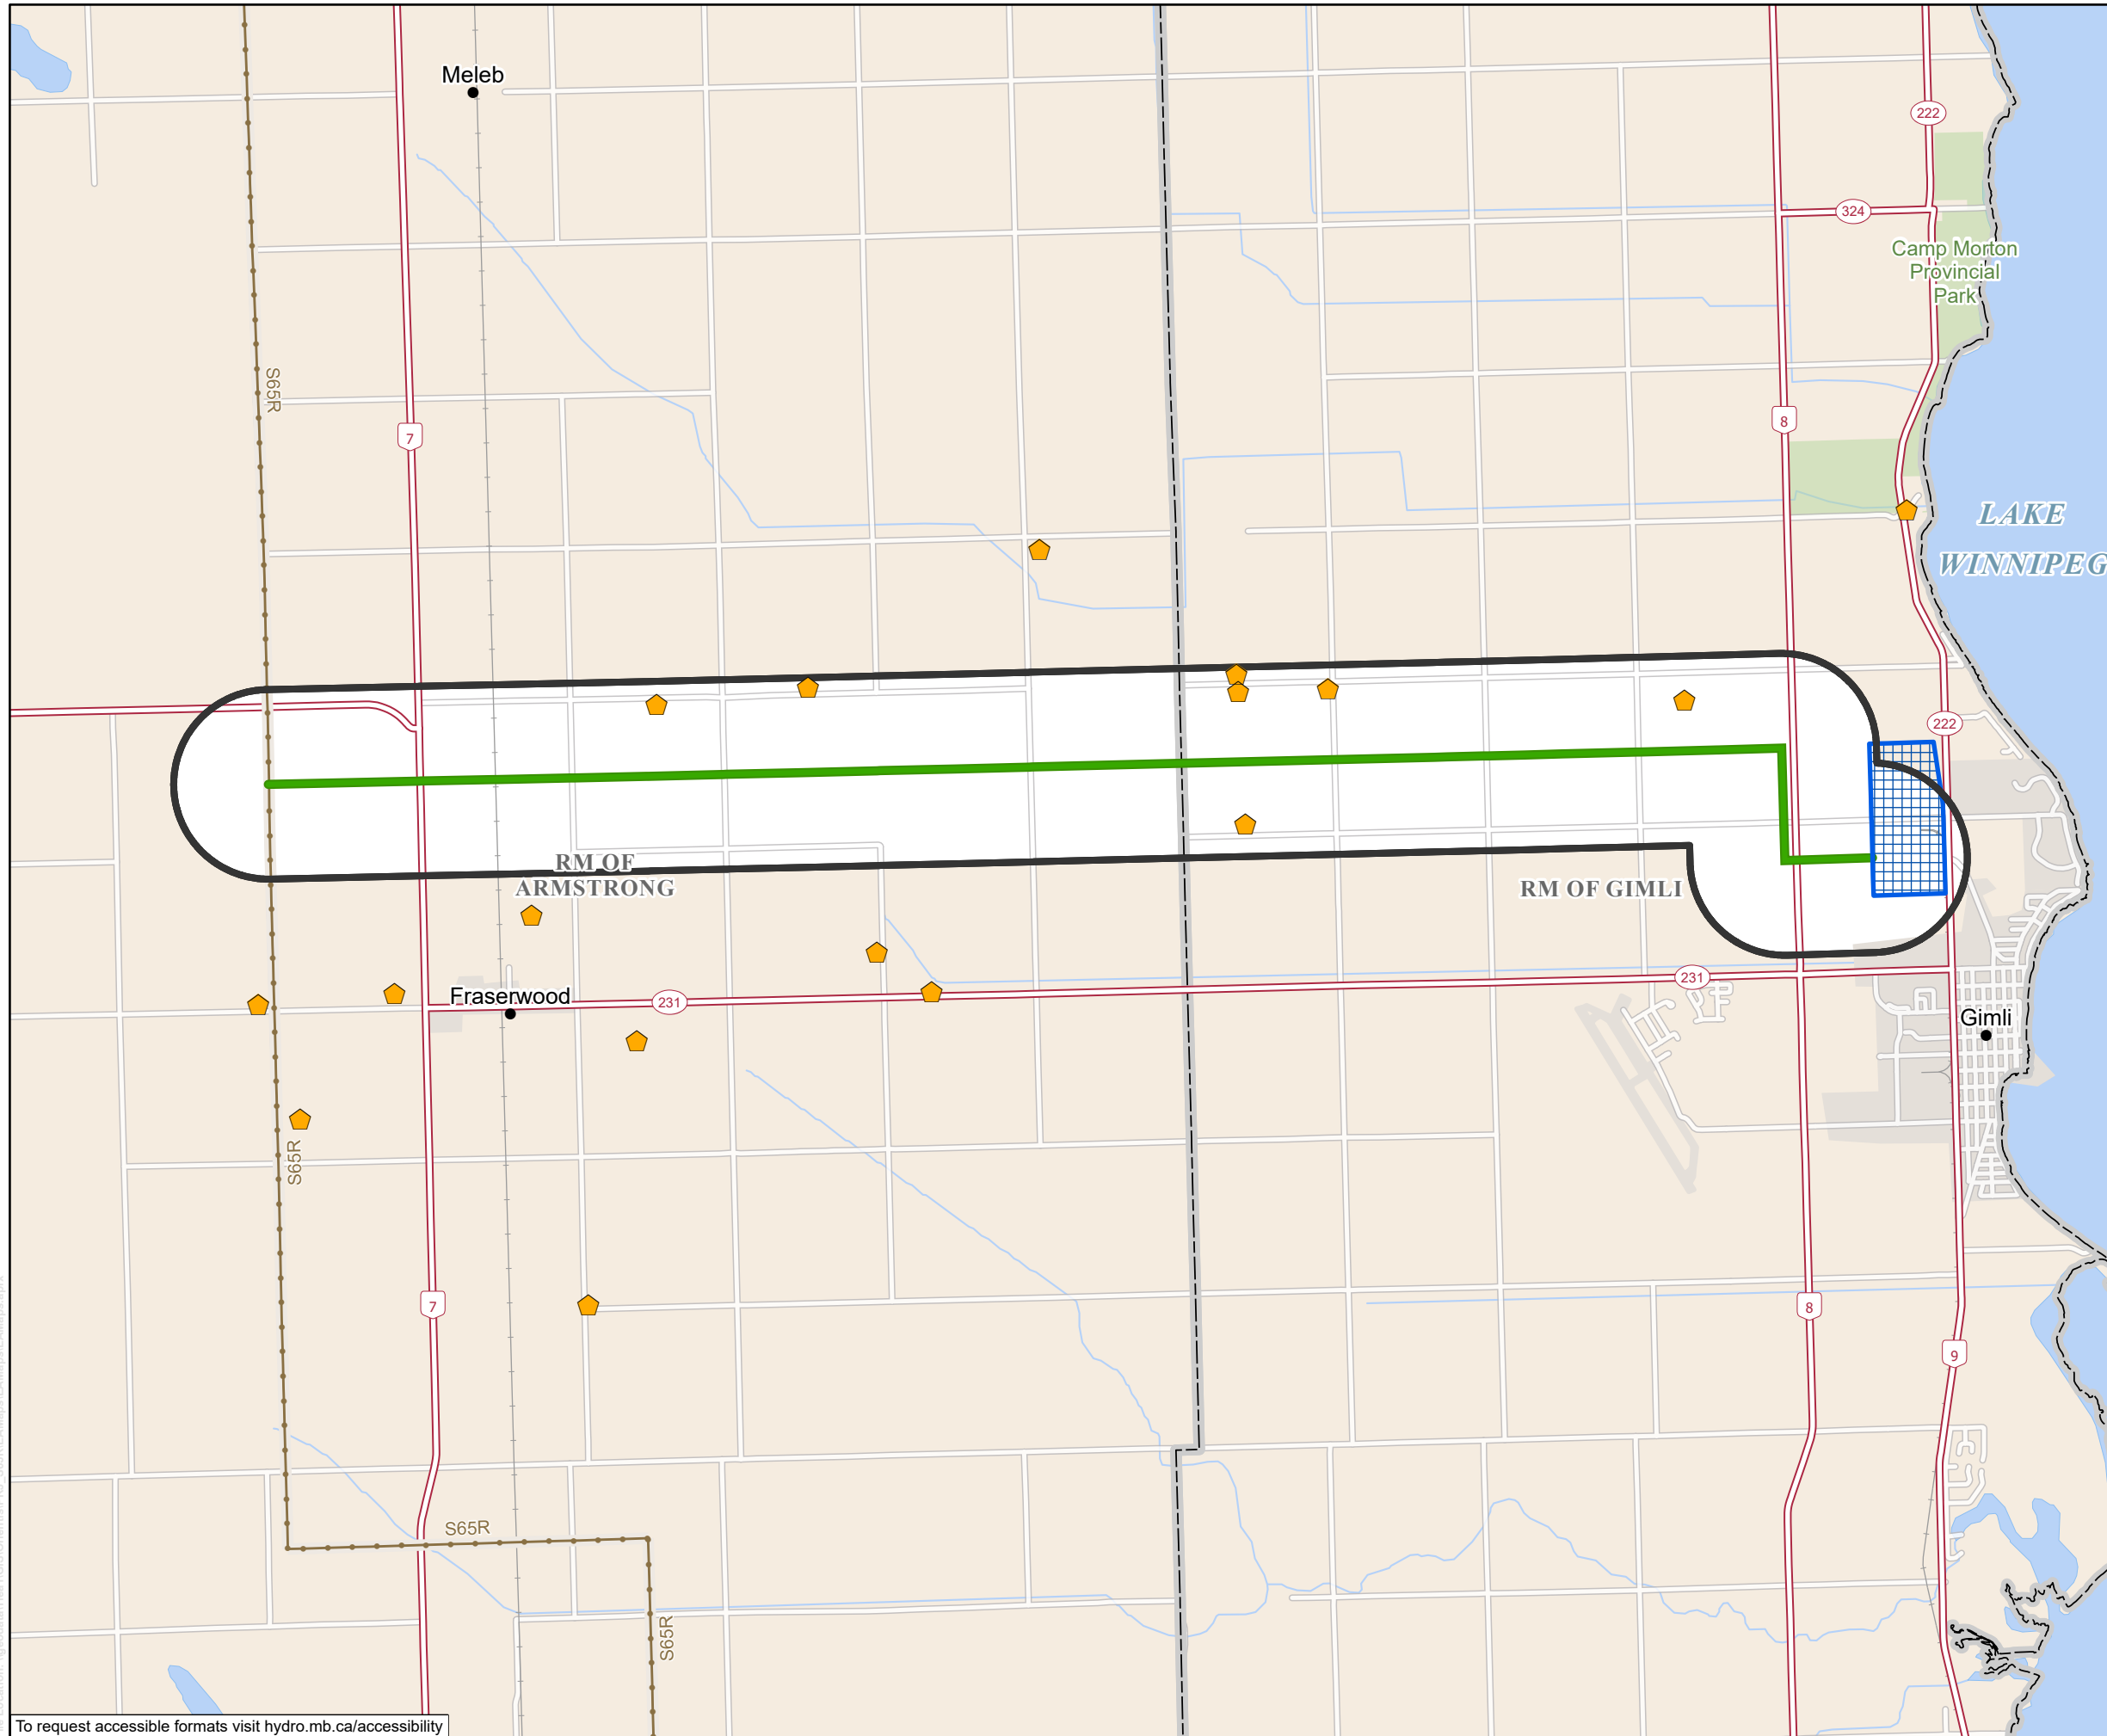 Meleb
222
324
Camp Morton
Provincial
Park
S65R
7
8
LAKE
WINNIPEG
222
RM OF
ARMSTRONG
RM OF GIMLI
231
Fraserwood
231
Gimli
S65R
7
8
9
S65R
S65R
To request accessible formats visit hydro.mb.ca/accessibility